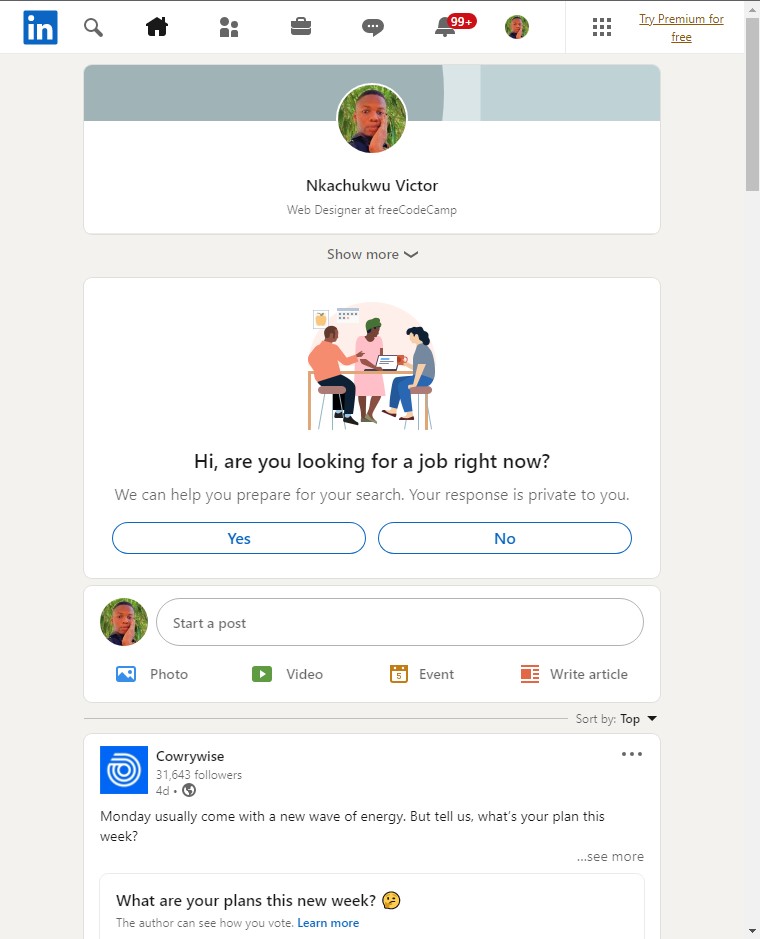 in
99+
Try Premium for
free
Nkachukwu Victor
Web Designer at freeCodeCamp
Show more
Hi, are you looking for a job right now?
We can help you prepare for your search. Your response is private to you.
Yes
No
Start a post
Photo
Video
5
Event
Write article
Sort by: Top
Cowrywise
31,643 followers
4d •
Monday usually come with a new wave of energy. But tell us, what's your plan this
week?
...see more
What are your plans this new week? 🤔
The author can see how you vote. Learn more